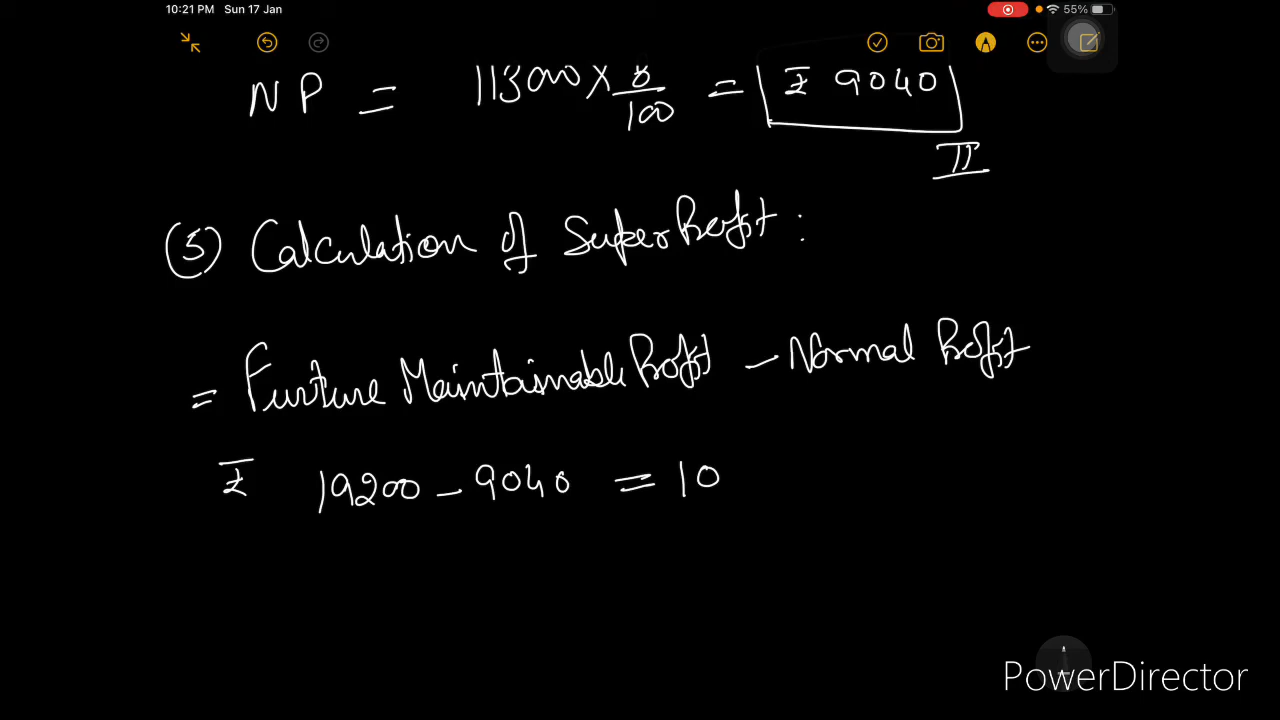 10:21 PM Sun 17 Jan 55%
NP = 113000 × 8/100 = ₹ 9040
II
(5) Calculation of Super Profit:
= Furture Maintainable Profit - Normal Profit
₹ 19200 - 9040 = 10
PowerDirector